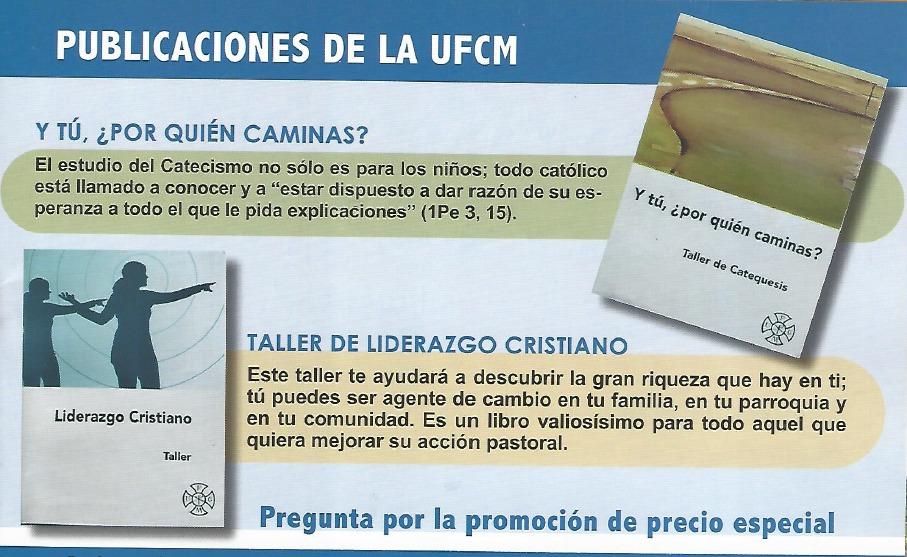 PUBLICACIONES DE LA UFCM
Y TÚ, ¿POR QUIÉN CAMINAS?
El estudio del Catecismo no sólo es para los niños; todo católico
está llamado a conocer y a “estar dispuesto a dar razón de su es-
peranza a todo el que le pida explicaciones” (1Pe 3, 15).
Y tú, ¿por quién caminas?
Taller de Catequesis
TALLER DE LIDERAZGO CRISTIANO
Este taller te ayudará a descubrir la gran riqueza que hay en ti;
tú puedes ser agente de cambio en tu familia, en tu parroquia y
en tu comunidad. Es un libro valiosísimo para todo aquel que
quiera mejorar su acción pastoral.
Liderazgo Cristiano
Taller
Pregunta por la promoción de precio especial